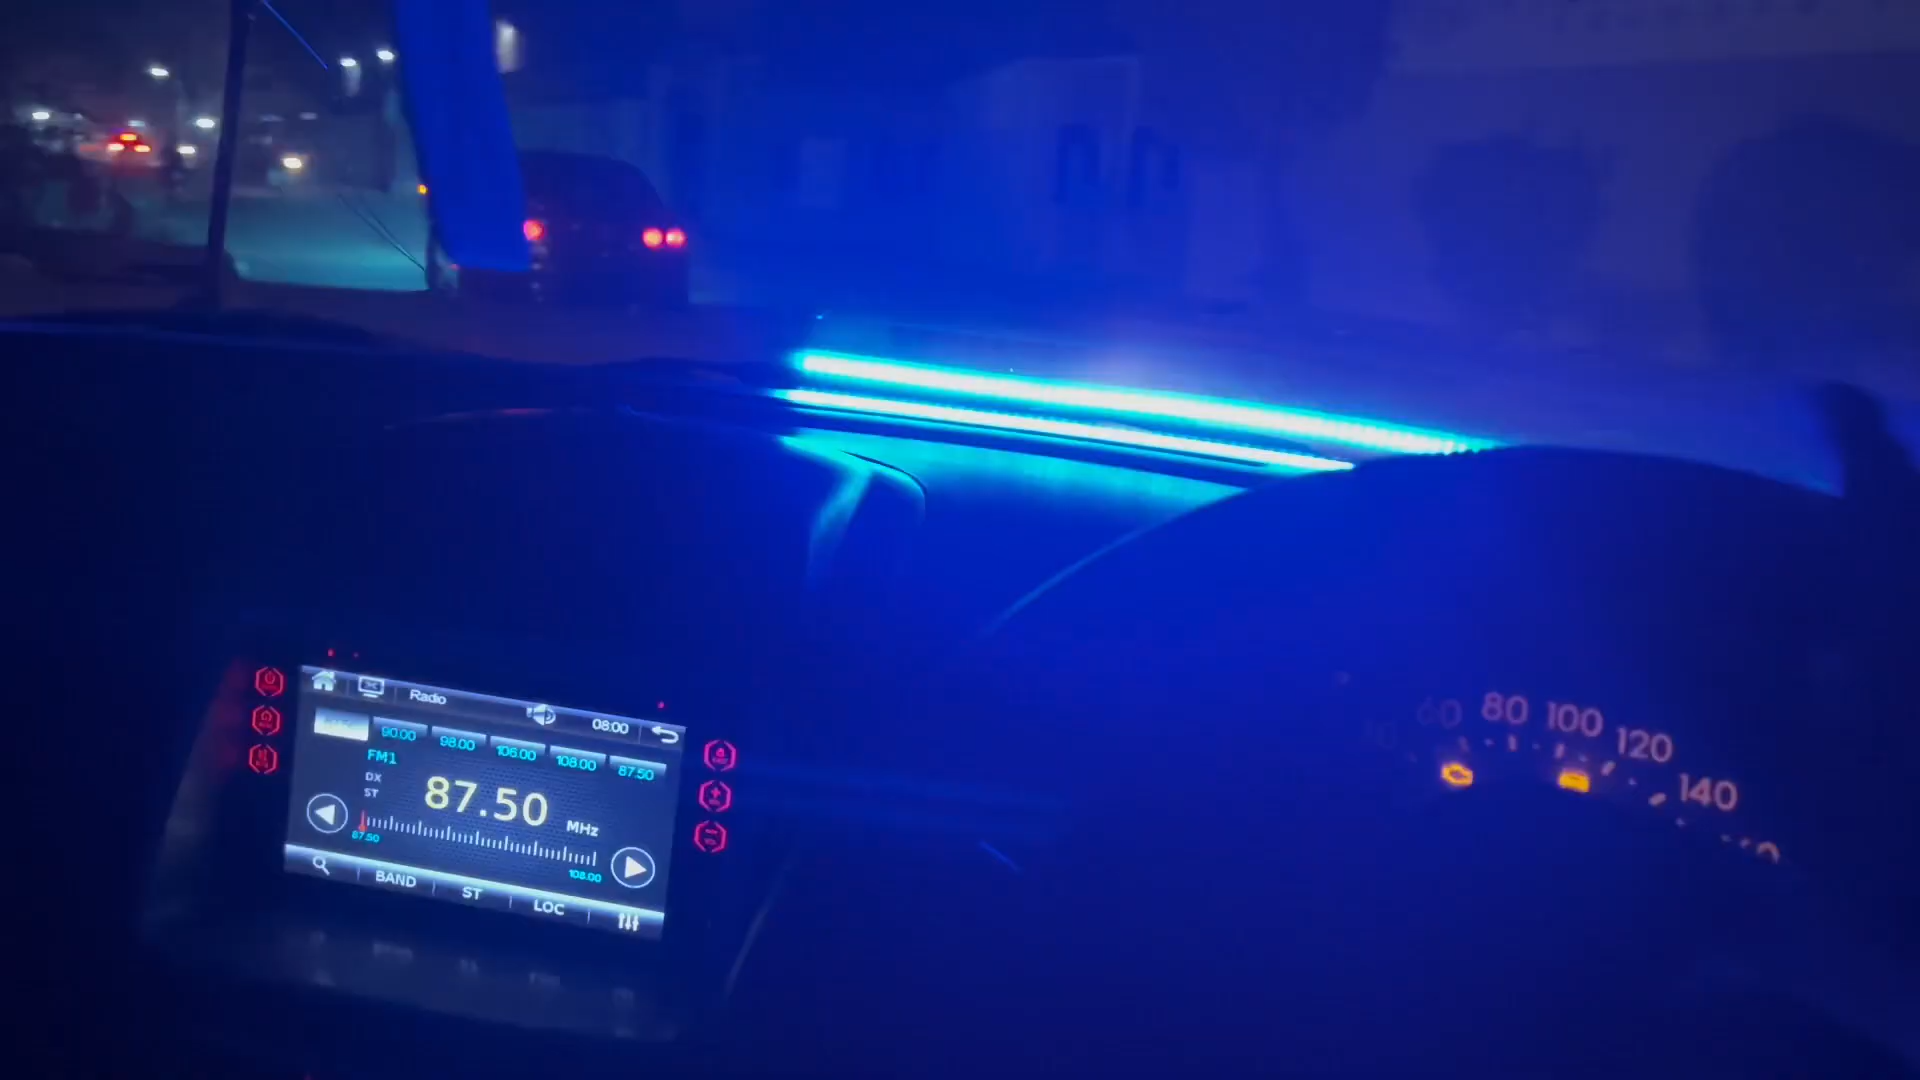 Radio 08:00
90.00 98.00 106.00 108.00 87.50
FM1
DX
ST
87.50 MHz
87.50 108.00
BAND ST LOC
60 80 100 120 140